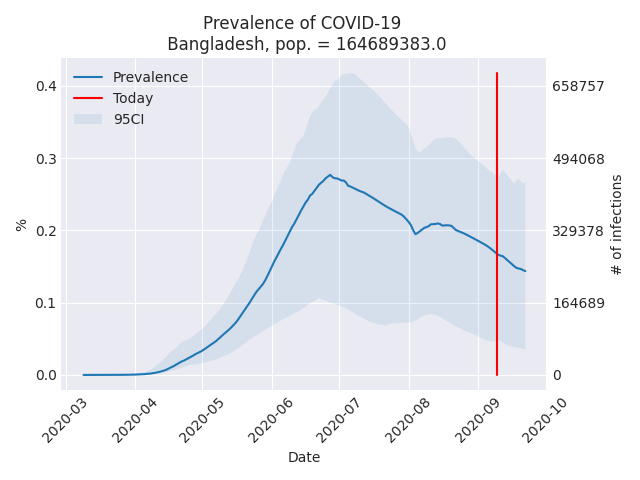 Prevalence of COVID-19
Bangladesh, pop. = 164689383.0
Prevalence
Today
95CI
0.4
0.3
0.2
0.1
0.0
%
658757
494068
329378
164689
0
# of infections
2020-03
2020-04
2020-05
2020-06
2020-07
2020-08
2020-09
2020-10
Date